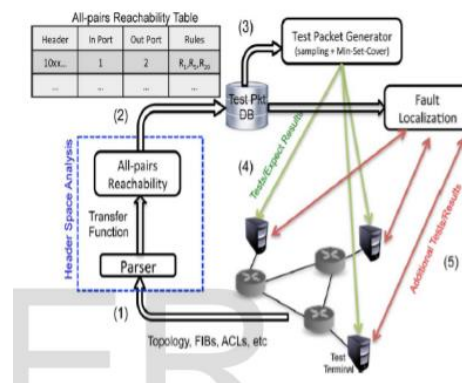 All-pairs Reachability Table
Header In Port Out Port Rules
10xx... 1 2 R₁,R₅,R₂₀
... ... ... ...
(3)
Test Packet Generator
(sampling + Min-Set-Cover)
(2)
Test Pkt
DB
Fault
Localization
Header Space Analysis
All-pairs
Reachability
Transfer
Function
Parser
(1)
Topology, FIBs, ACLs, etc
(4)
Tests/Expect Results
Additional Tests/Results
(5)
Test
Terminal